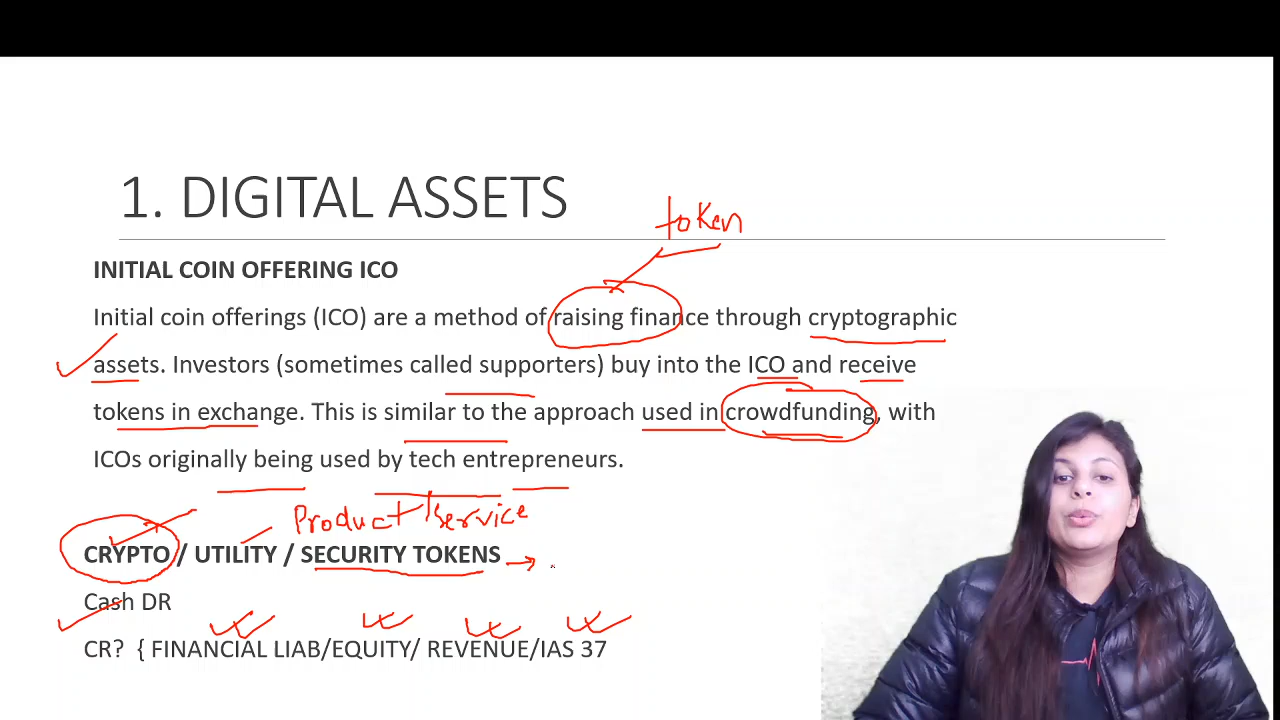 1. DIGITAL ASSETS
token
INITIAL COIN OFFERING ICO
Initial coin offerings (ICO) are a method of raising finance through cryptographic
assets. Investors (sometimes called supporters) buy into the ICO and receive
tokens in exchange. This is similar to the approach used in crowdfunding, with
ICOs originally being used by tech entrepreneurs.
Product/Service
CRYPTO / UTILITY / SECURITY TOKENS
Cash DR
CR? { FINANCIAL LIAB/EQUITY/ REVENUE/IAS 37